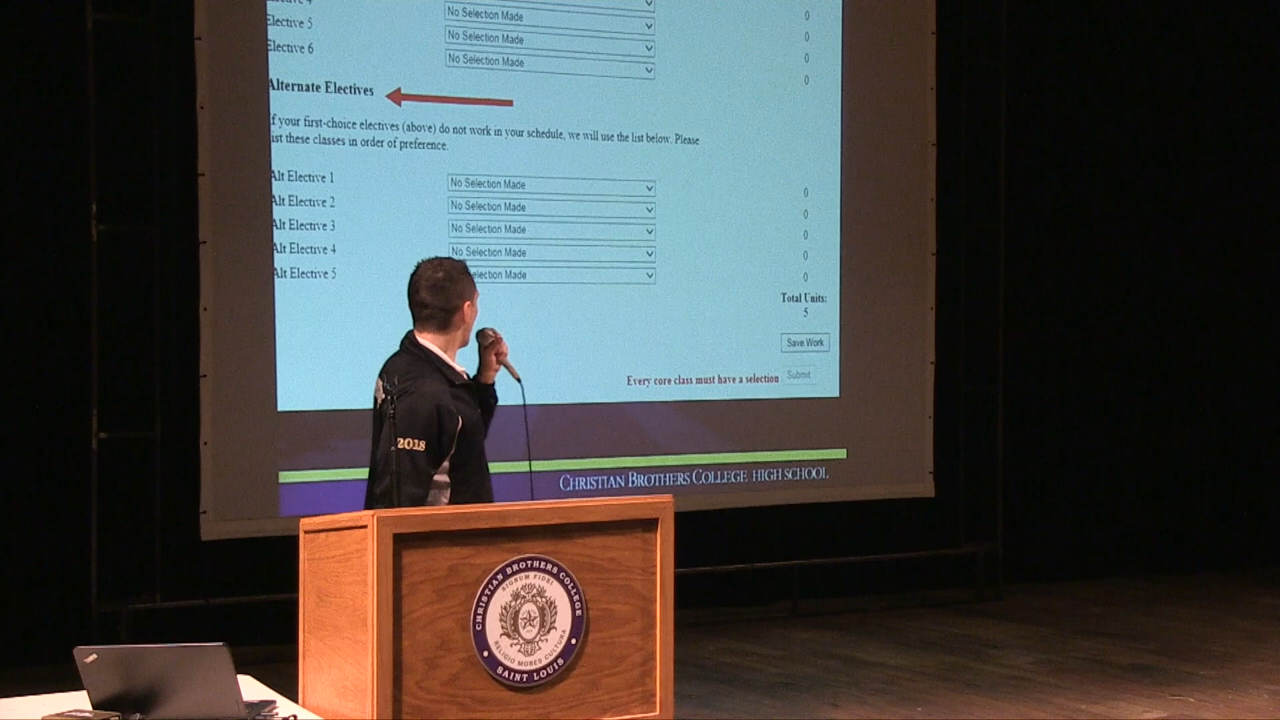 Elective 4
No Selection Made
0
Elective 5
No Selection Made
0
Elective 6
No Selection Made
0
0
Alternate Electives
f your first-choice electives (above) do not work in your schedule, we will use the list below. Please
ist these classes in order of preference.
Alt Elective 1
No Selection Made
0
Alt Elective 2
No Selection Made
0
Alt Elective 3
No Selection Made
0
Alt Elective 4
No Selection Made
0
Alt Elective 5
election Made
0
Total Units:
5
Save Work
Every core class must have a selection
Submit
2018
CHRISTIAN BROTHERS COLLEGE HIGH SCHOOL
CHRISTIAN BROTHERS COLLEGE
SIGNUM FIDEI
RELIGIO MORES CULTURA
SAINT LOUIS